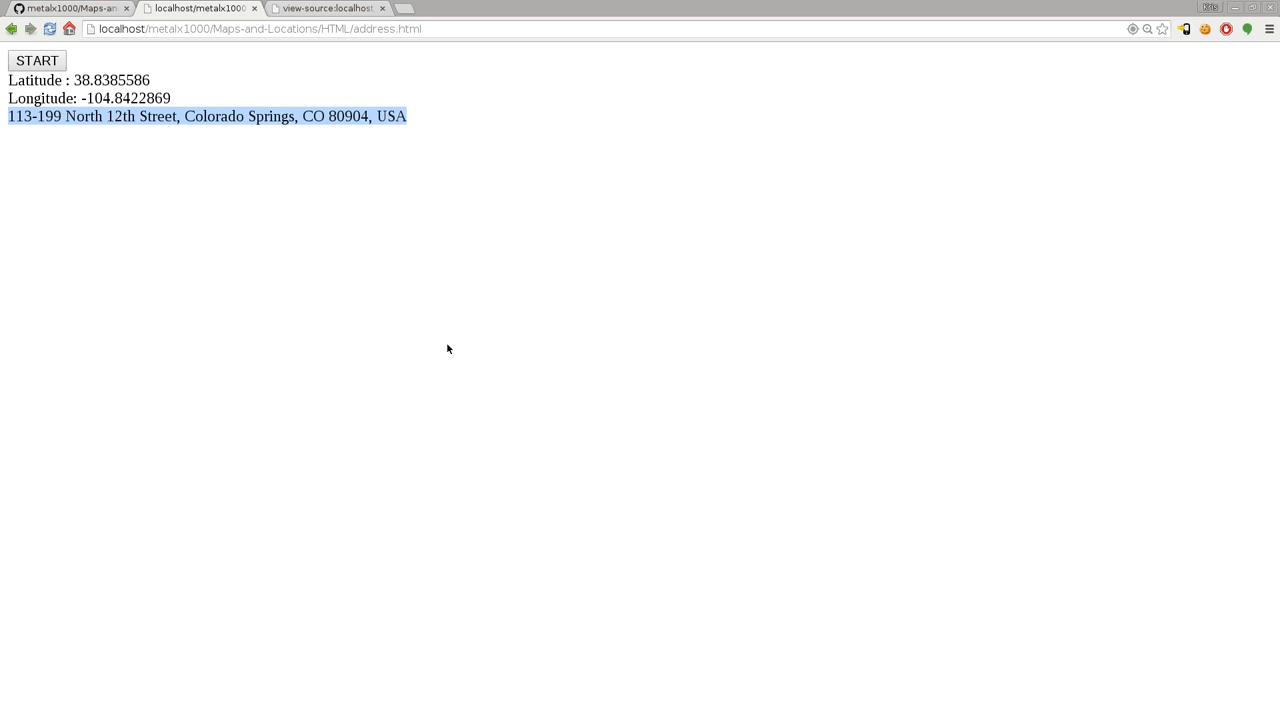 metalx1000/Maps-an
localhost/metalx1000
view-source:localhost
Kris
localhost/metalx1000/Maps-and-Locations/HTML/address.html
START
Latitude : 38.8385586
Longitude: -104.8422869
113-199 North 12th Street, Colorado Springs, CO 80904, USA